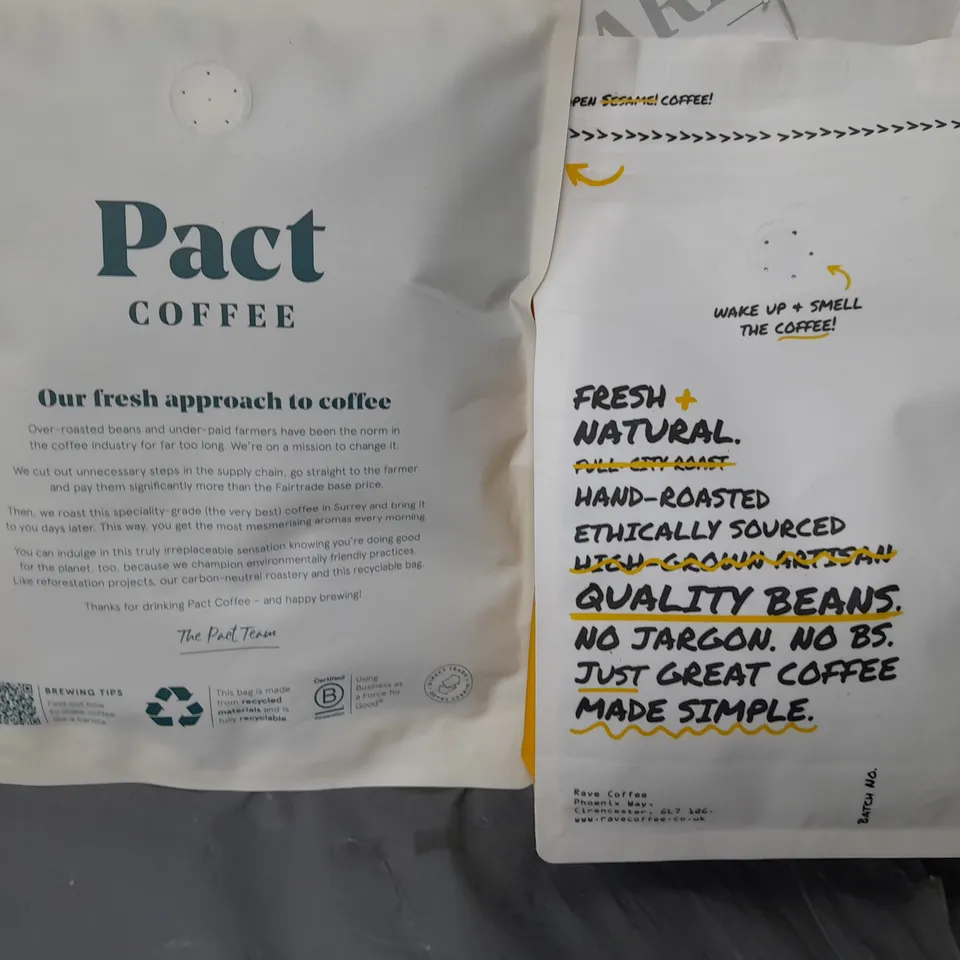 Pact
COFFEE
Our fresh approach to coffee
Over-roasted beans and under-paid farmers have been the norm in
the coffee industry for far too long. We're on a mission to change it.
We cut out unnecessary steps in the supply chain, go straight to the farmer
and pay them significantly more than the Fairtrade base price.
Then, we roast this speciality-grade (the very best) coffee in Surrey and bring it
to you days later. This way, you get the most mesmerising aromas every morning.
You can indulge in this truly irreplaceable sensation knowing you're doing good
for the planet, too, because we champion environmentally friendly practices.
Like reforestation projects, our carbon-neutral roastery and this recyclable bag.
Thanks for drinking Pact Coffee – and happy brewing!
The Pact Team
BREWING TIPS
Find out how
to make coffee
like a barista
This bag is made
from recycled
materials and is
fully recyclable.
Certified
B
Using
Business as
a Force for
Good™
PEN SESAME! COFFEE!
WAKE UP + SMELL
THE COFFEE!
FRESH +
NATURAL.
FULL-CITY ROAST
HAND-ROASTED
ETHICALLY SOURCED
HIGH-GROWN ARTISAN
QUALITY BEANS.
NO JARGON. NO BS.
JUST GREAT COFFEE
MADE SIMPLE.
Rave Coffee
Phoenix Way,
Cirencester,
www.ravecoffee.co.uk
BATCH NO.